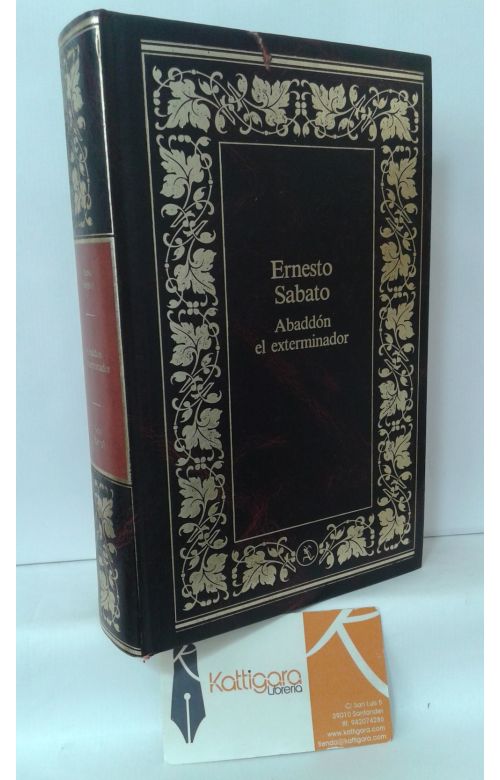 Ernesto
Sabato
Abaddón
el exterminador
Kattigara
Librería
C/ San Luis 5
39010 Santander
tlf: 942074286
www.kattigara.com
tienda@kattigara.com